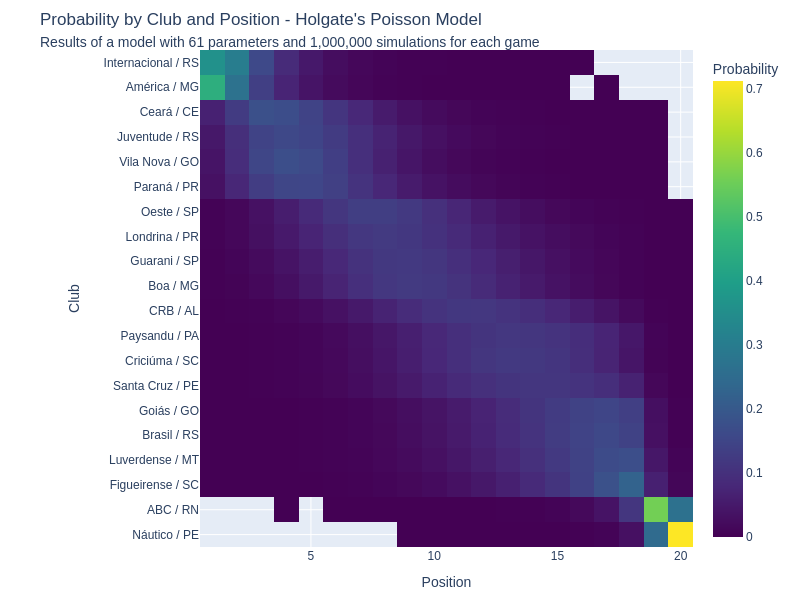 Probability by Club and Position - Holgate's Poisson Model
Results of a model with 61 parameters and 1,000,000 simulations for each game
Probability
Internacional / RS
América / MG
Ceará / CE
Juventude / RS
Vila Nova / GO
Paraná / PR
Oeste / SP
Londrina / PR
Guarani / SP
Boa / MG
CRB / AL
Paysandu / PA
Criciúma / SC
Santa Cruz / PE
Goiás / GO
Brasil / RS
Luverdense / MT
Figueirense / SC
ABC / RN
Náutico / PE
Club
5
10
15
20
Position
0.7
0.6
0.5
0.4
0.3
0.2
0.1
0